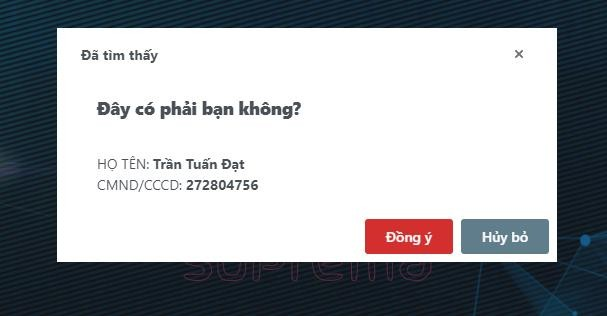 Đã tìm thấy ×
Đây có phải bạn không?
HỌ TÊN: Trần Tuấn Đạt
CMND/CCCD: 272804756
Đồng ý Hủy bỏ
suprema